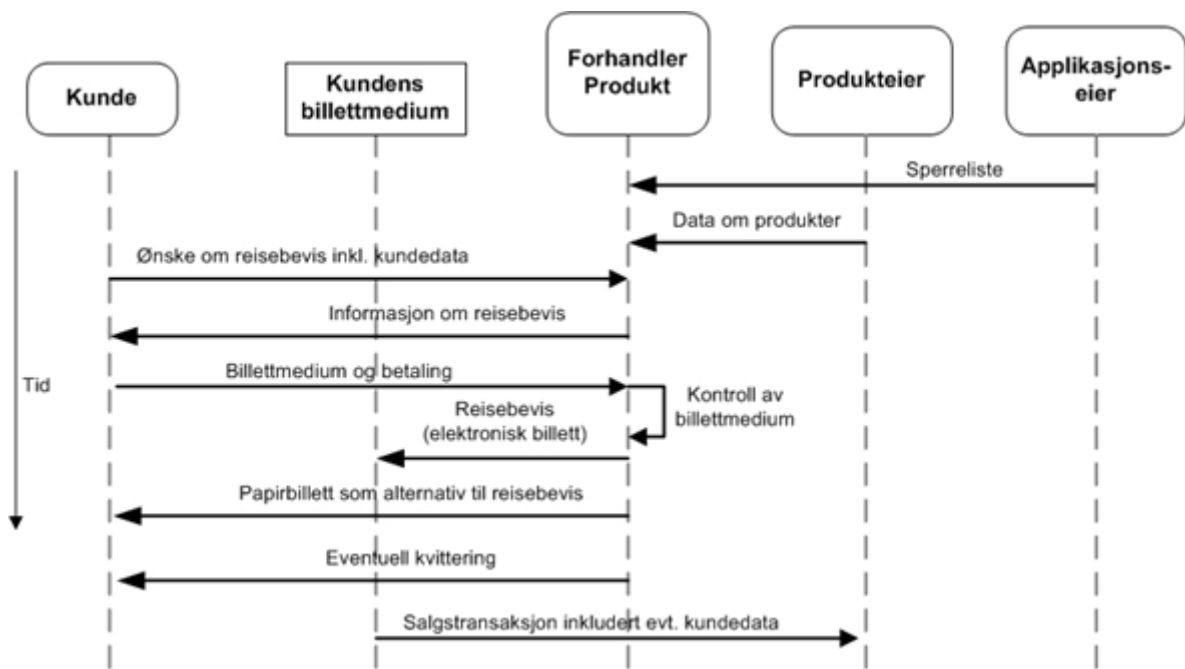 Kunde
Kundens
billettmedium
Forhandler
Produkt
Produkteier
Applikasjons-
eier
Sperreliste
Data om produkter
Ønske om reisebevis inkl. kundedata
Informasjon om reisebevis
Tid
Billettmedium og betaling
Kontroll av
billettmedium
Reisebevis
(elektronisk billett)
Papirbillett som alternativ til reisebevis
Eventuell kvittering
Salgstransaksjon inkludert evt. kundedata